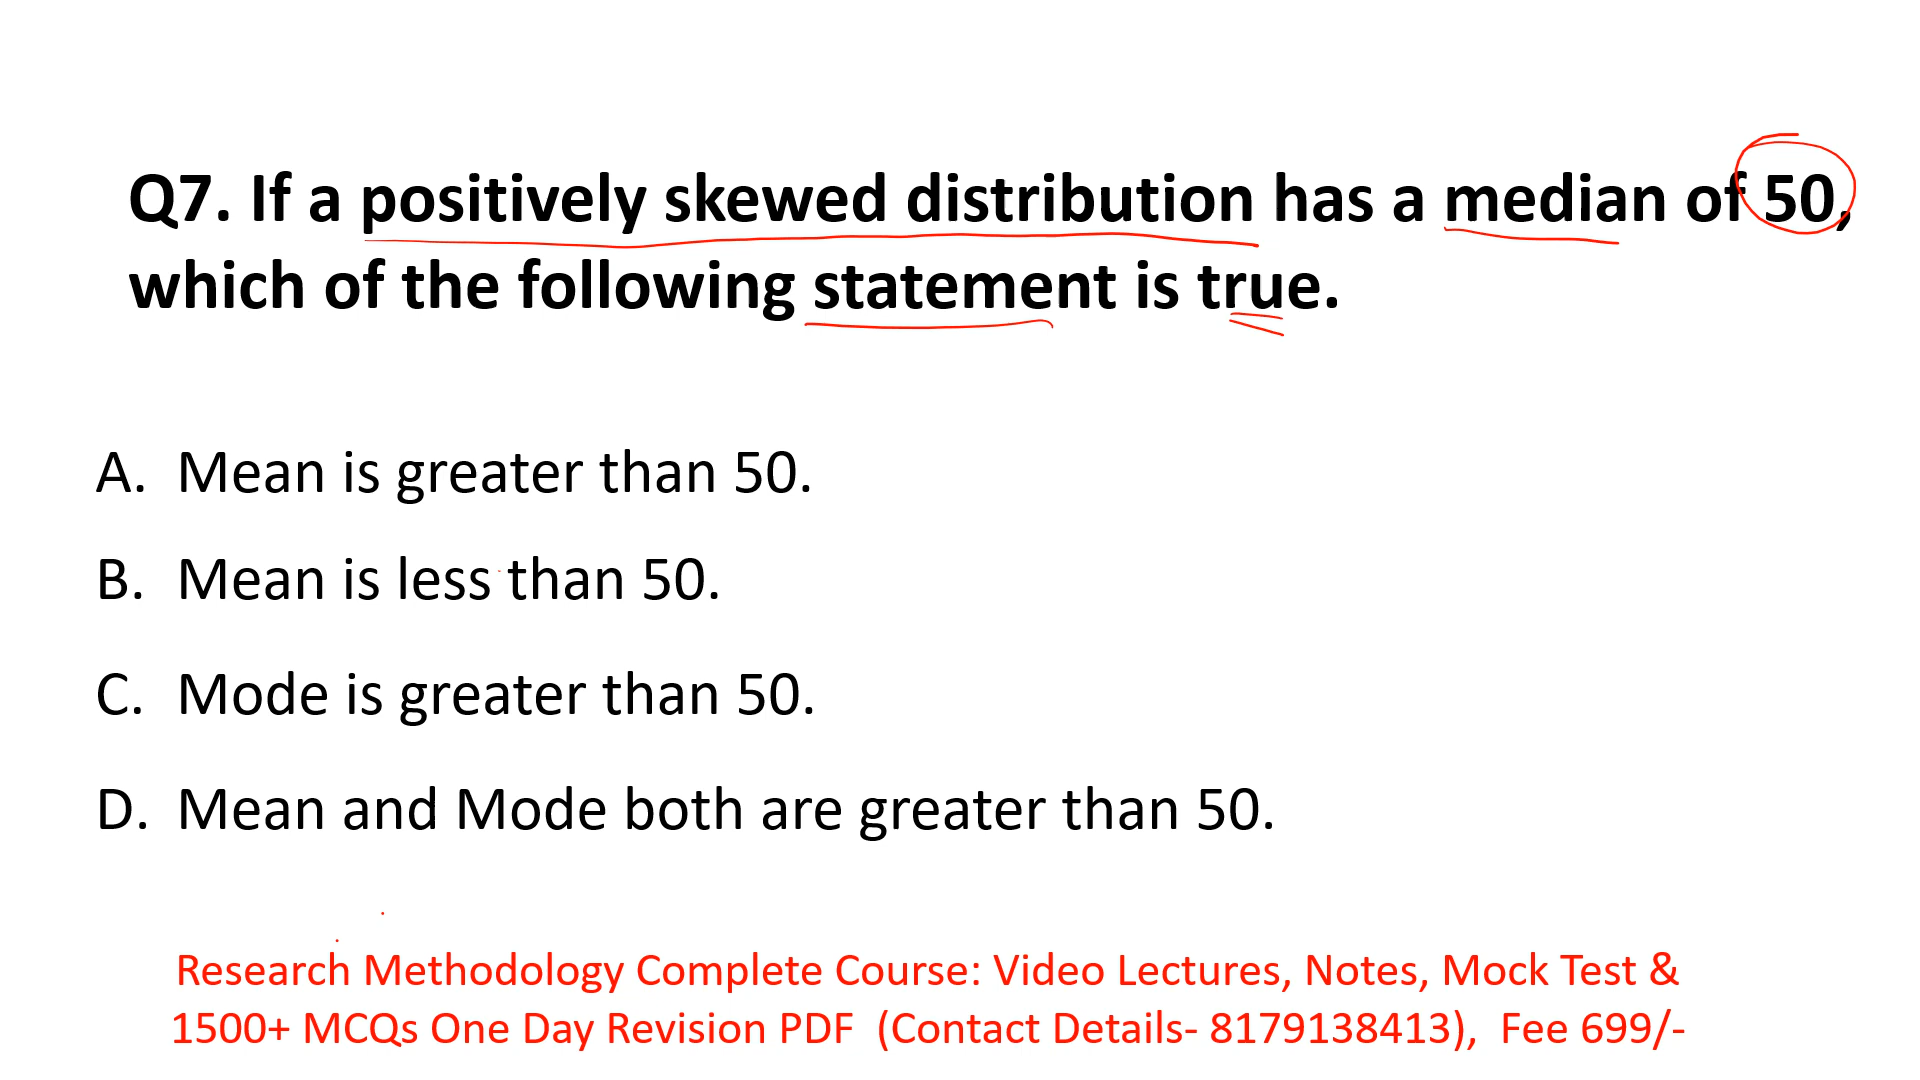 Q7. If a positively skewed distribution has a median of 50,
which of the following statement is true.
A. Mean is greater than 50.
B. Mean is less than 50.
C. Mode is greater than 50.
D. Mean and Mode both are greater than 50.
Research Methodology Complete Course: Video Lectures, Notes, Mock Test &
1500+ MCQs One Day Revision PDF (Contact Details- 8179138413), Fee 699/-